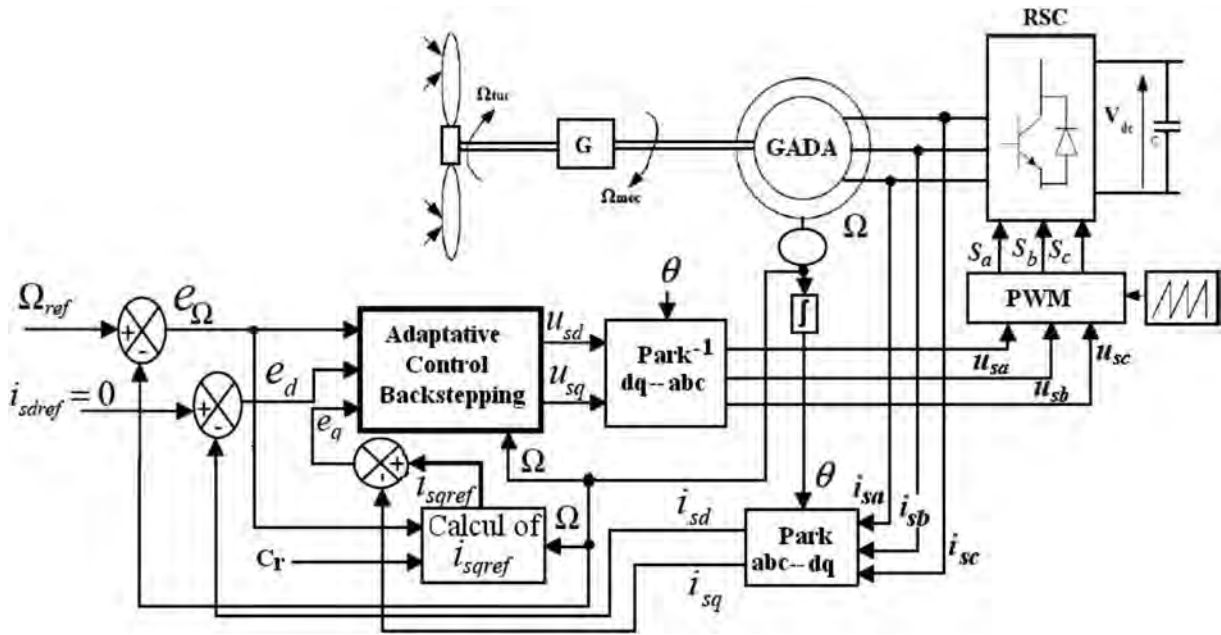 RSC
Ωtur
G
GADA
Vdc
C
Ωmec
Ω
Sa Sb Sc
θ
PWM
Ωref
+
-
eΩ
Adaptative
Control
Backstepping
usd
usq
Park-1
dq--abc
usa
usb
usc
∫
isdref = 0
+
-
ed
eq
+
-
Ω
θ
isqref
Calcul of
isqref
Ω
Cr
isd
isq
Park
abc--dq
isa
isb
isc